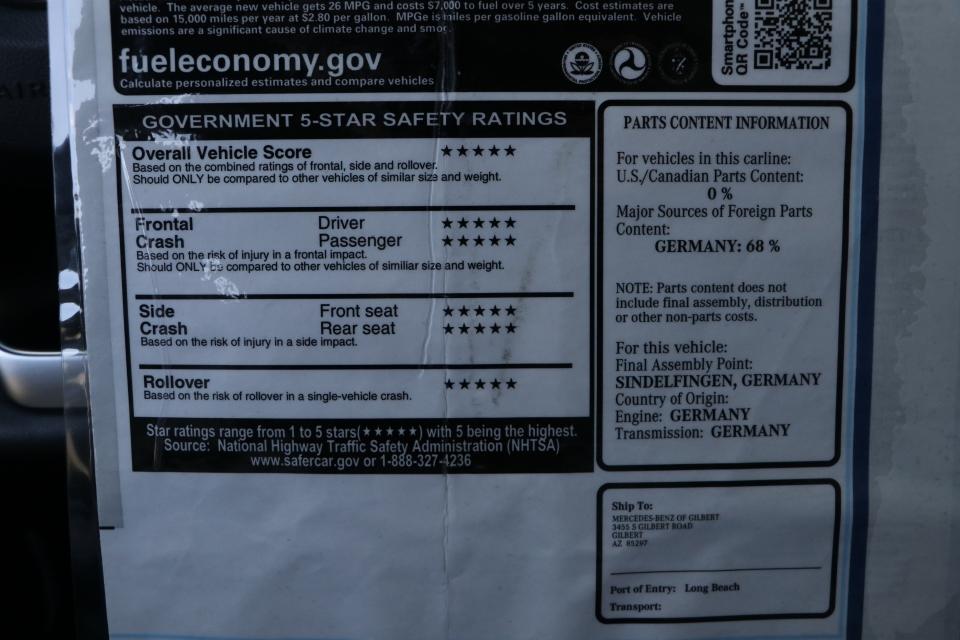 vehicle. The average new vehicle gets 26 MPG and costs $7,000 to fuel over 5 years. Cost estimates are
based on 15,000 miles per year at $2.80 per gallon. MPGe is miles per gasoline gallon equivalent. Vehicle
emissions are a significant cause of climate change and smog.
fueleconomy.gov
Calculate personalized estimates and compare vehicles
Smartphone
QR Code™
GOVERNMENT 5-STAR SAFETY RATINGS
Overall Vehicle Score ★★★★★
Based on the combined ratings of frontal, side and rollover.
Should ONLY be compared to other vehicles of similar size and weight.
Frontal Driver ★★★★★
Crash Passenger ★★★★★
Based on the risk of injury in a frontal impact.
Should ONLY be compared to other vehicles of similiar size and weight.
Side Front seat ★★★★★
Crash Rear seat ★★★★★
Based on the risk of injury in a side impact.
Rollover ★★★★★
Based on the risk of rollover in a single-vehicle crash.
Star ratings range from 1 to 5 stars(★★★★★) with 5 being the highest.
Source: National Highway Traffic Safety Administration (NHTSA)
www.safercar.gov or 1-888-327-4236
PARTS CONTENT INFORMATION
For vehicles in this carline:
U.S./Canadian Parts Content:
0 %
Major Sources of Foreign Parts
Content:
GERMANY: 68 %
NOTE: Parts content does not
include final assembly, distribution
or other non-parts costs.
For this vehicle:
Final Assembly Point:
SINDELFINGEN, GERMANY
Country of Origin:
Engine: GERMANY
Transmission: GERMANY
Ship To:
MERCEDES-BENZ OF GILBERT
3455 S GILBERT ROAD
GILBERT
AZ 85297
Port of Entry: Long Beach
Transport: